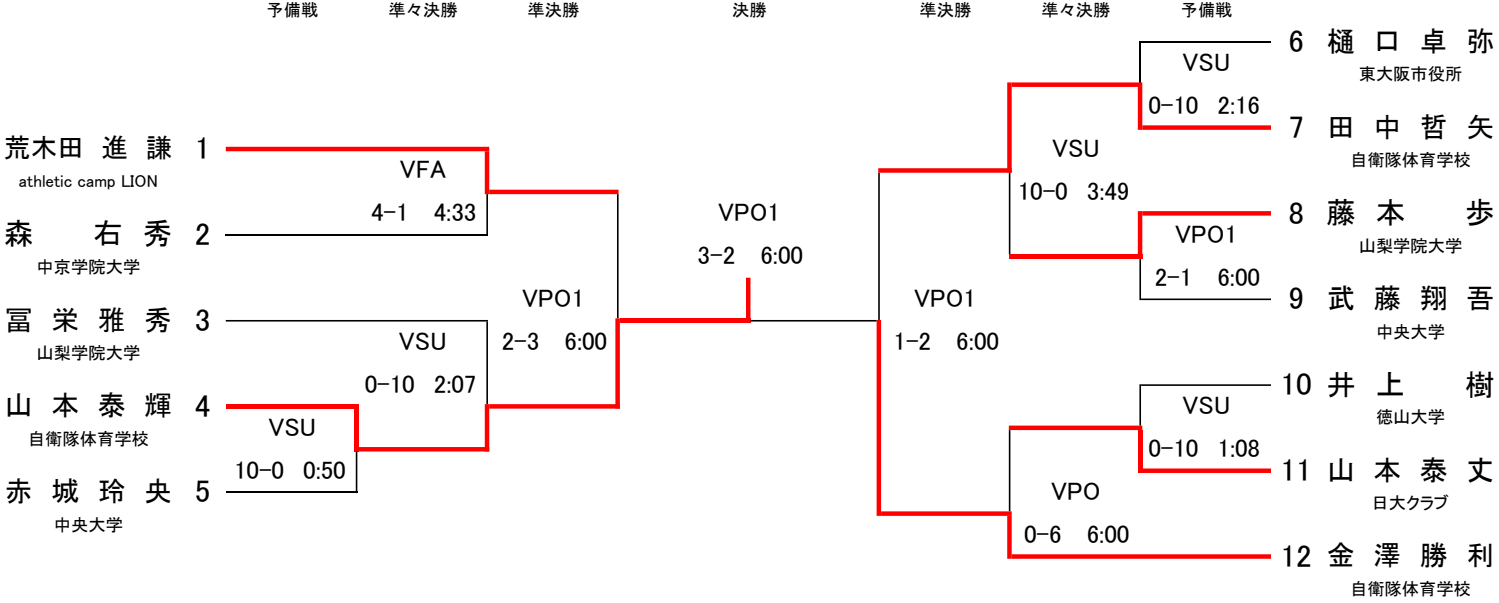 予備戦 準々決勝 準決勝 決勝 準決勝 準々決勝 予備戦
荒木田 進 謙 1
athletic camp LION
森 右 秀 2
中京学院大学
冨 栄 雅 秀 3
山梨学院大学
山 本 泰 輝 4
自衛隊体育学校
赤 城 玲 央 5
中央大学
VFA
4-1 4:33
VSU
0-10 2:07
VSU
10-0 0:50
VPO1
2-3 6:00
VPO1
3-2 6:00
VPO1
1-2 6:00
VSU
10-0 3:49
VPO
0-6 6:00
VSU
0-10 2:16
VPO1
2-1 6:00
VSU
0-10 1:08
6 樋 口 卓 弥
東大阪市役所
7 田 中 哲 矢
自衛隊体育学校
8 藤 本 歩
山梨学院大学
9 武 藤 翔 吾
中央大学
10 井 上 樹
徳山大学
11 山 本 泰 丈
日大クラブ
12 金 澤 勝 利
自衛隊体育学校